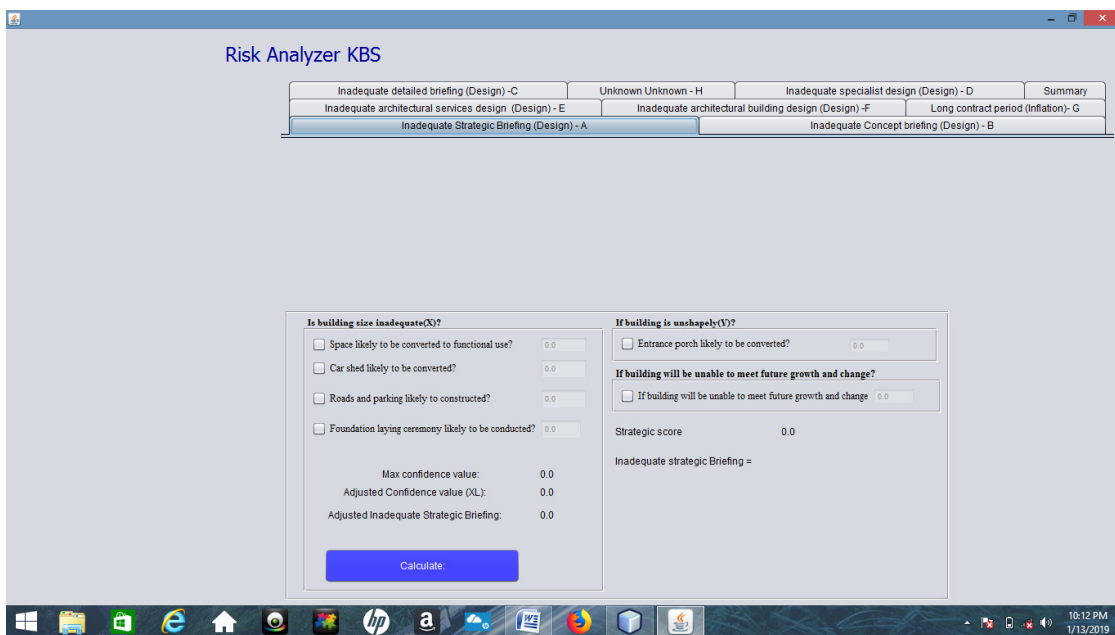 Risk Analyzer KBS
Inadequate detailed briefing (Design) -C
Unknown Unknown - H
Inadequate specialist design (Design) - D
Summary
Inadequate architectural services design (Design) - E
Inadequate architectural building design (Design) -F
Long contract period (Inflation)- G
Inadequate Strategic Briefing (Design) - A
Inadequate Concept briefing (Design) - B
Is building size inadequate(X)?
Space likely to be converted to functional use? 0.0
Car shed likely to be converted? 0.0
Roads and parking likely to constructed? 0.0
Foundation laying ceremony likely to be conducted? 0.0
Max confidence value: 0.0
Adjusted Confidence value (XL): 0.0
Adjusted Inadequate Strategic Briefing: 0.0
Calculate:
If building is unshapely(Y)?
Entrance porch likely to be converted? 0.0
If building will be unable to meet future growth and change?
If building will be unable to meet future growth and change 0.0
Strategic score 0.0
Inadequate strategic Briefing =
hp
a
10:12 PM
1/13/2019